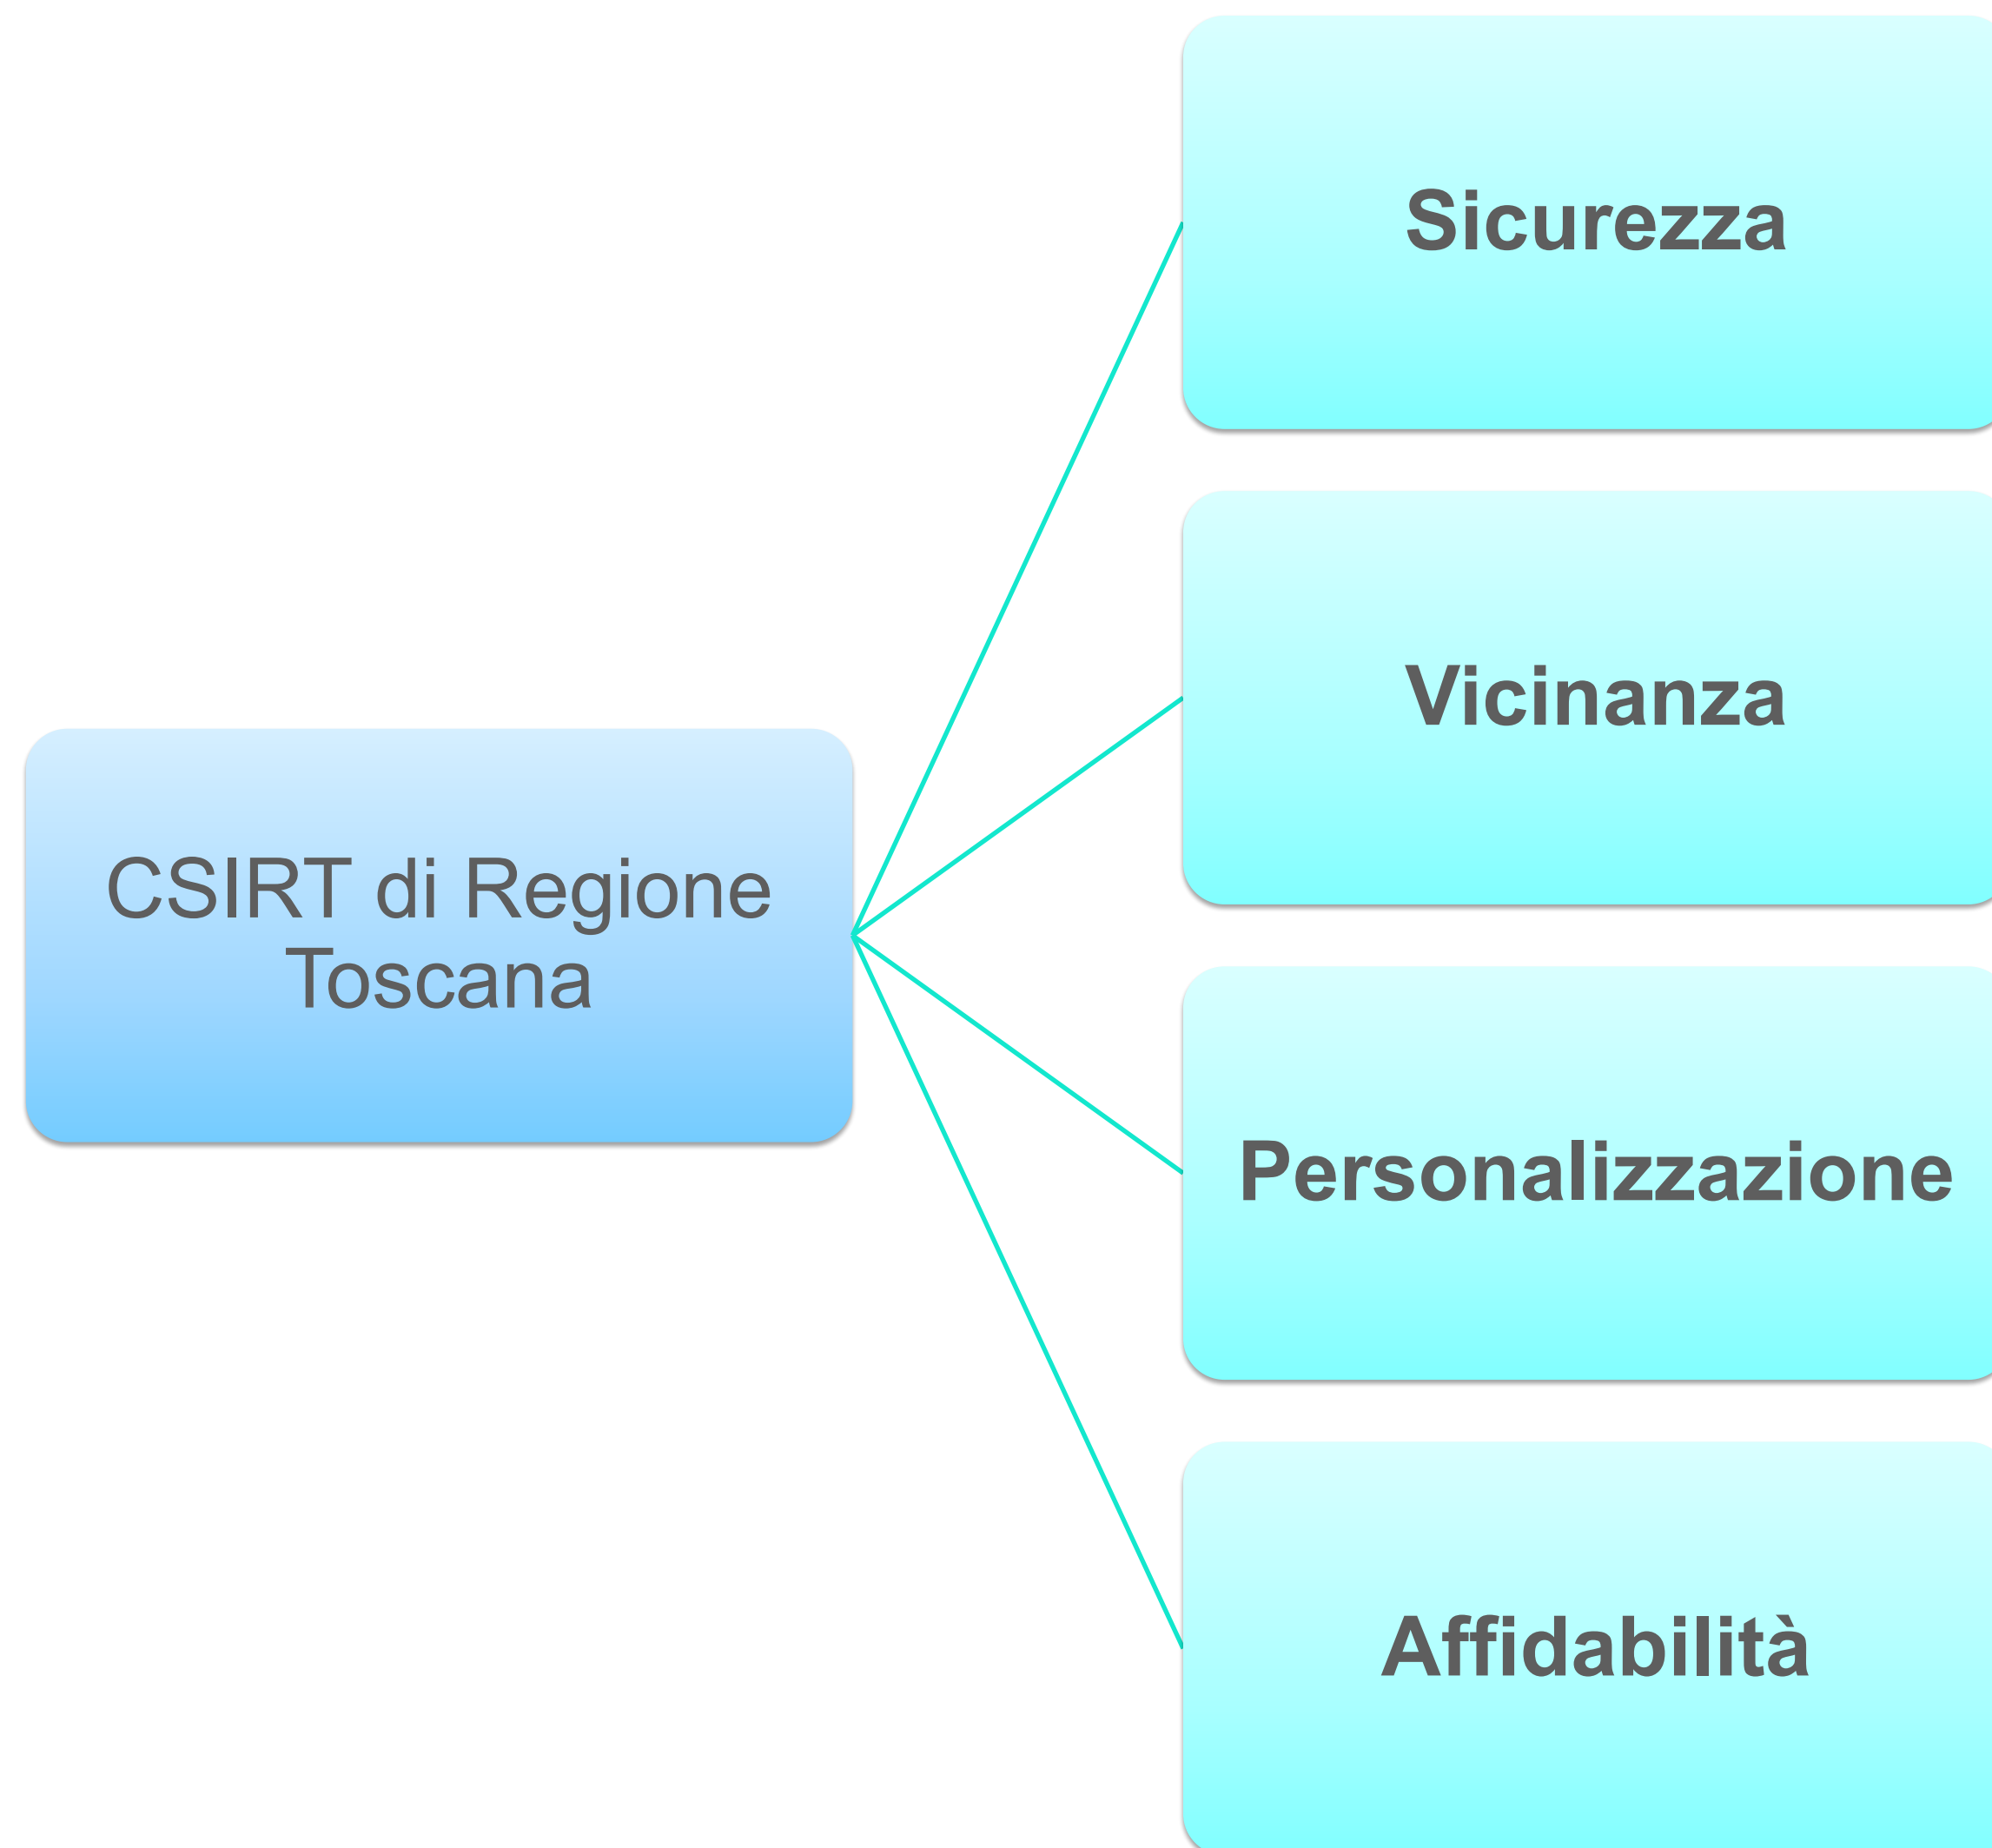 Sicurezza
Vicinanza
CSIRT di Regione
Toscana
Personalizzazione
Affidabilità